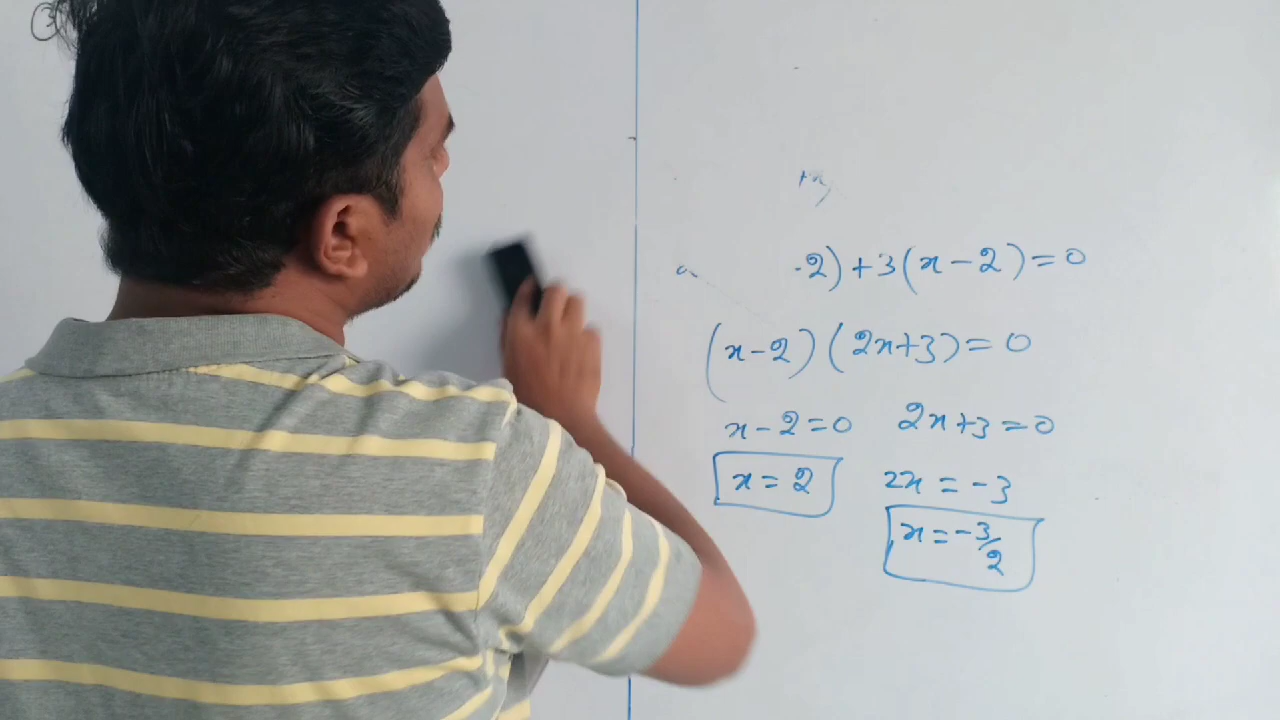 -2) + 3(x - 2) = 0
(x - 2) (2x + 3) = 0
x - 2 = 0 2x + 3 = 0
x = 2 2x = -3
x = -3/2